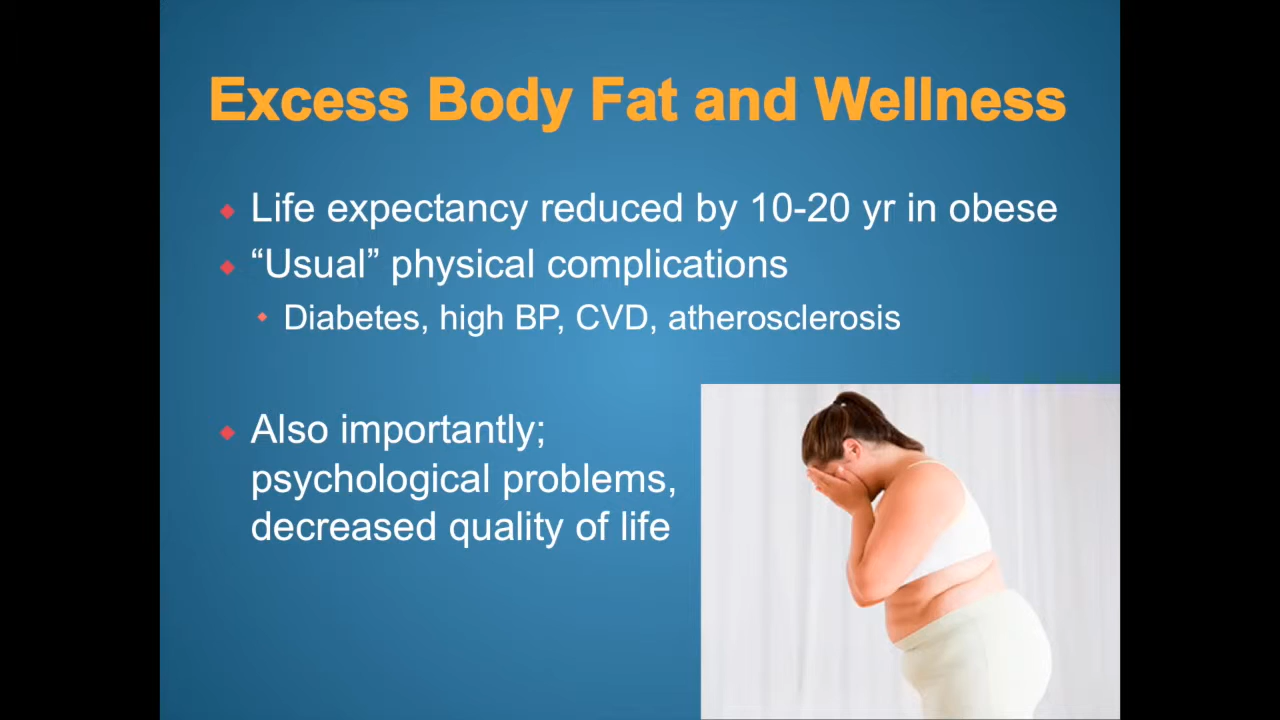 Excess Body Fat and Wellness
Life expectancy reduced by 10-20 yr in obese
“Usual” physical complications
Diabetes, high BP, CVD, atherosclerosis
Also importantly;
psychological problems,
decreased quality of life